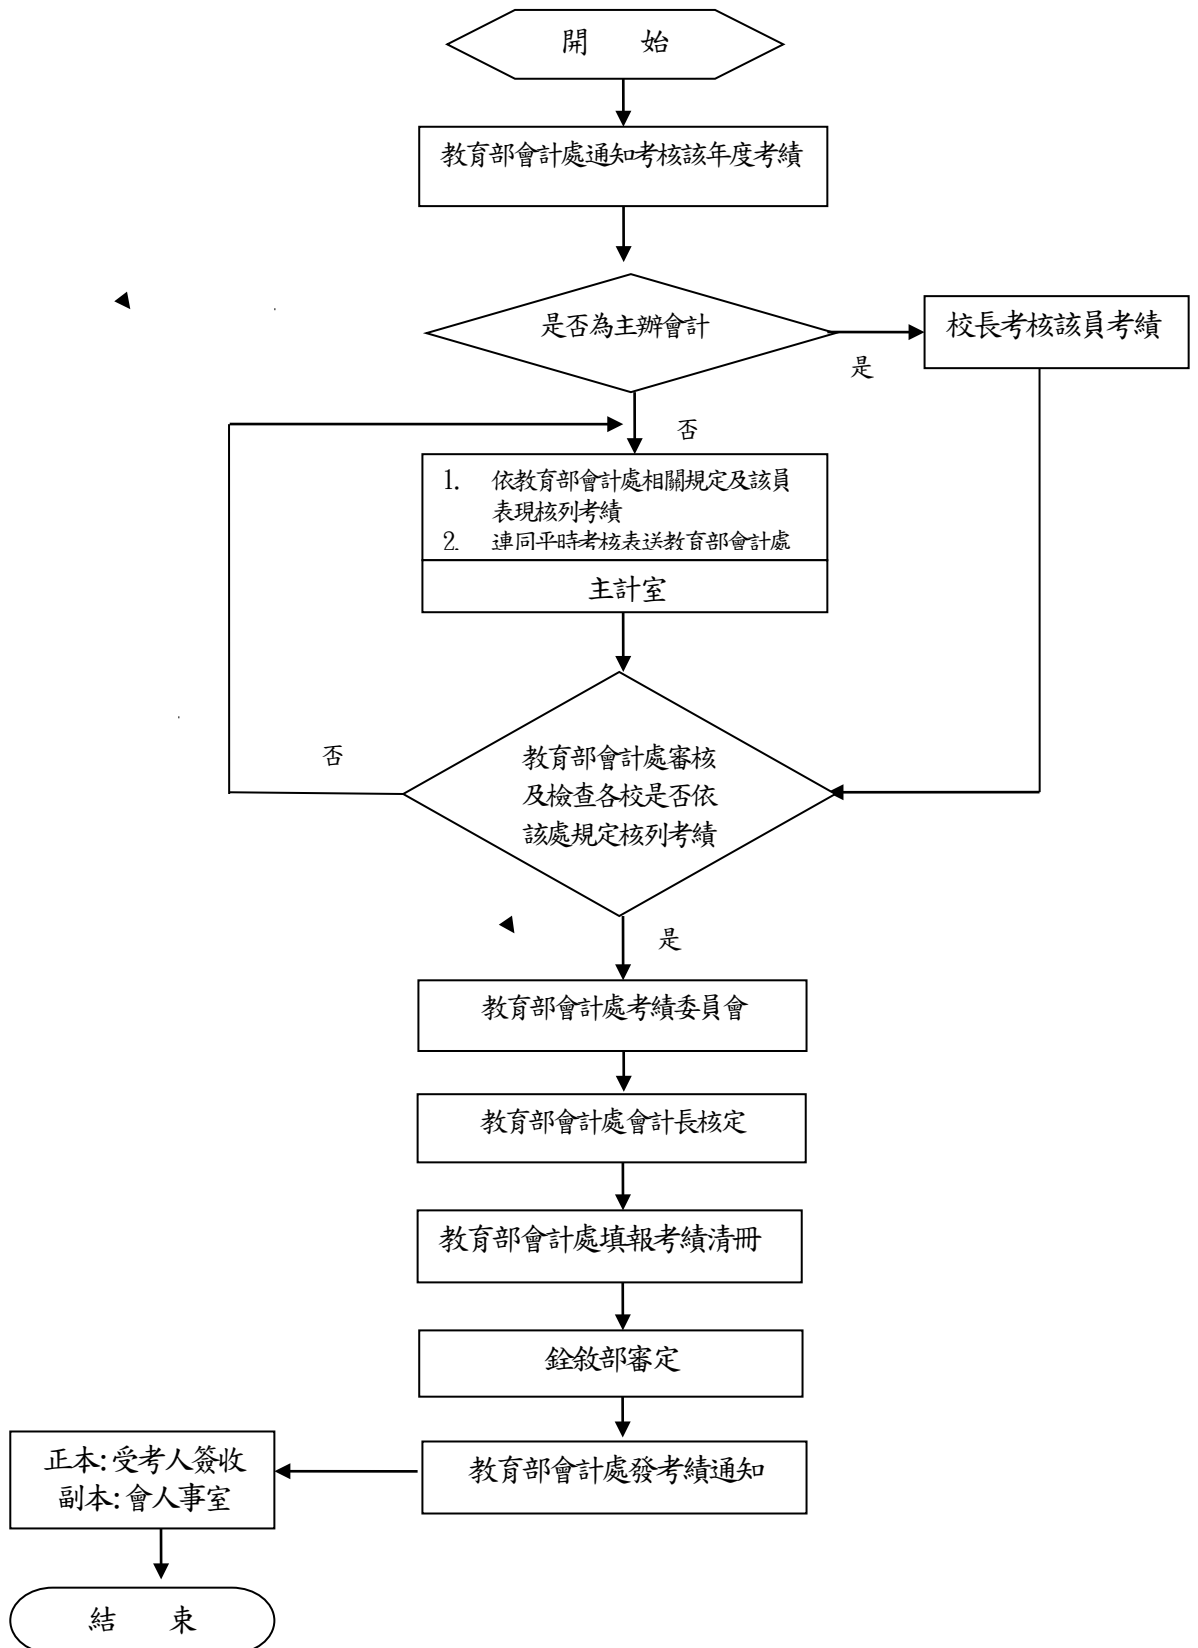 開 始
教育部會計處通知考核該年度考績
是否為主辦會計
校長考核該員考績
是
否
1. 依教育部會計處相關規定及該員
表現核列考績
2. 連同平時考核表送教育部會計處
主計室
否
教育部會計處審核
及檢查各校是否依
該處規定核列考績
是
教育部會計處考績委員會
教育部會計處會計長核定
教育部會計處填報考績清冊
銓敘部審定
教育部會計處發考績通知
正本:受考人簽收
副本:會人事室
結 束